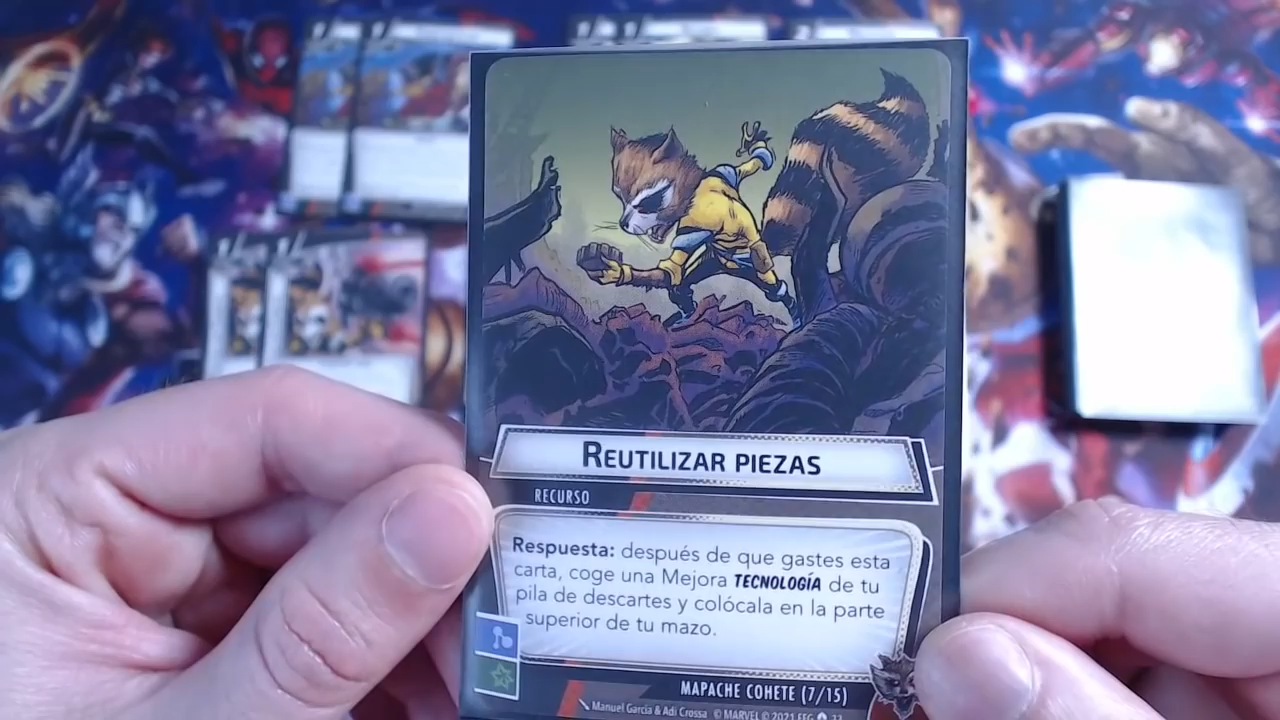 REUTILIZAR PIEZAS
RECURSO
Respuesta: después de que gastes esta
carta, coge una Mejora TECNOLOGÍA de tu
pila de descartes y colócala en la parte
superior de tu mazo.
MAPACHE COHETE (7/15)
Manuel Garcia & Adi Crossa © MARVEL © 2021 FFG 33